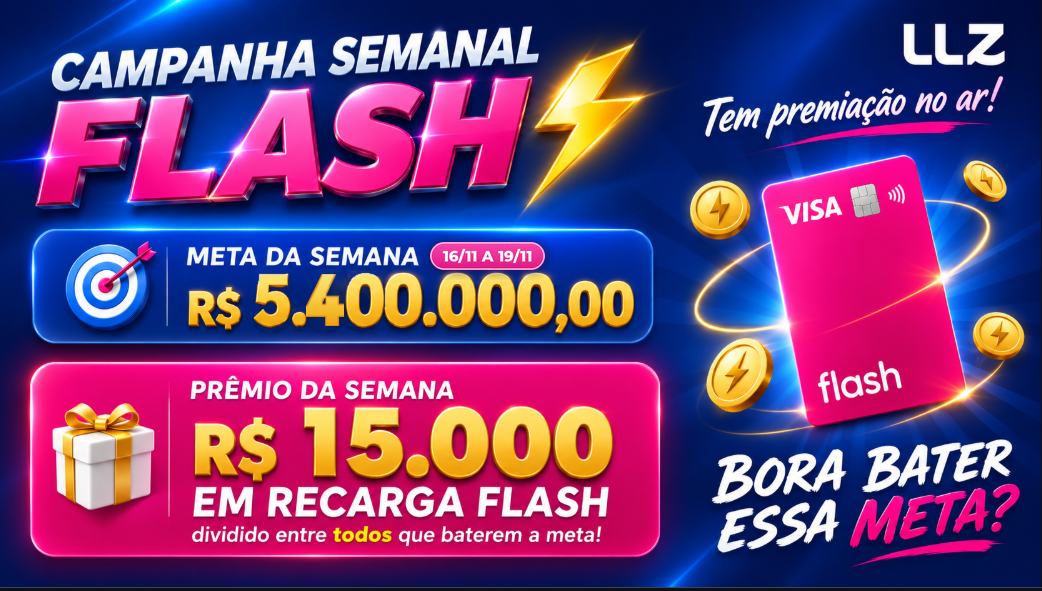 CAMPANHA SEMANAL
FLASH
META DA SEMANA 16/11 A 19/11
R$ 5.400.000,00
PRÊMIO DA SEMANA
R$ 15.000
EM RECARGA FLASH
dividido entre todos que baterem a meta!
LLZ
Tem premiação no ar!
VISA
flash
BORA BATER
ESSA META?